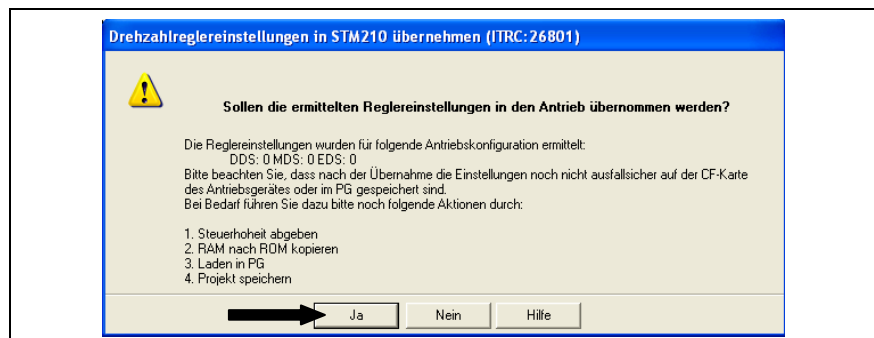 Drehzahlreglereinstellungen in STM210 übernehmen (ITRC:26801)
Sollen die ermittelten Reglereinstellungen in den Antrieb übernommen werden?
Die Reglereinstellungen wurden für folgende Antriebskonfiguration ermittelt:
DDS: 0 MDS: 0 EDS: 0
Bitte beachten Sie, dass nach der Übernahme die Einstellungen noch nicht ausfallsicher auf der CF-Karte
des Antriebsgerätes oder im PG gespeichert sind.
Bei Bedarf führen Sie dazu bitte noch folgende Aktionen durch:
1. Steuerhoheit abgeben
2. RAM nach ROM kopieren
3. Laden in PG
4. Projekt speichern
Ja Nein Hilfe